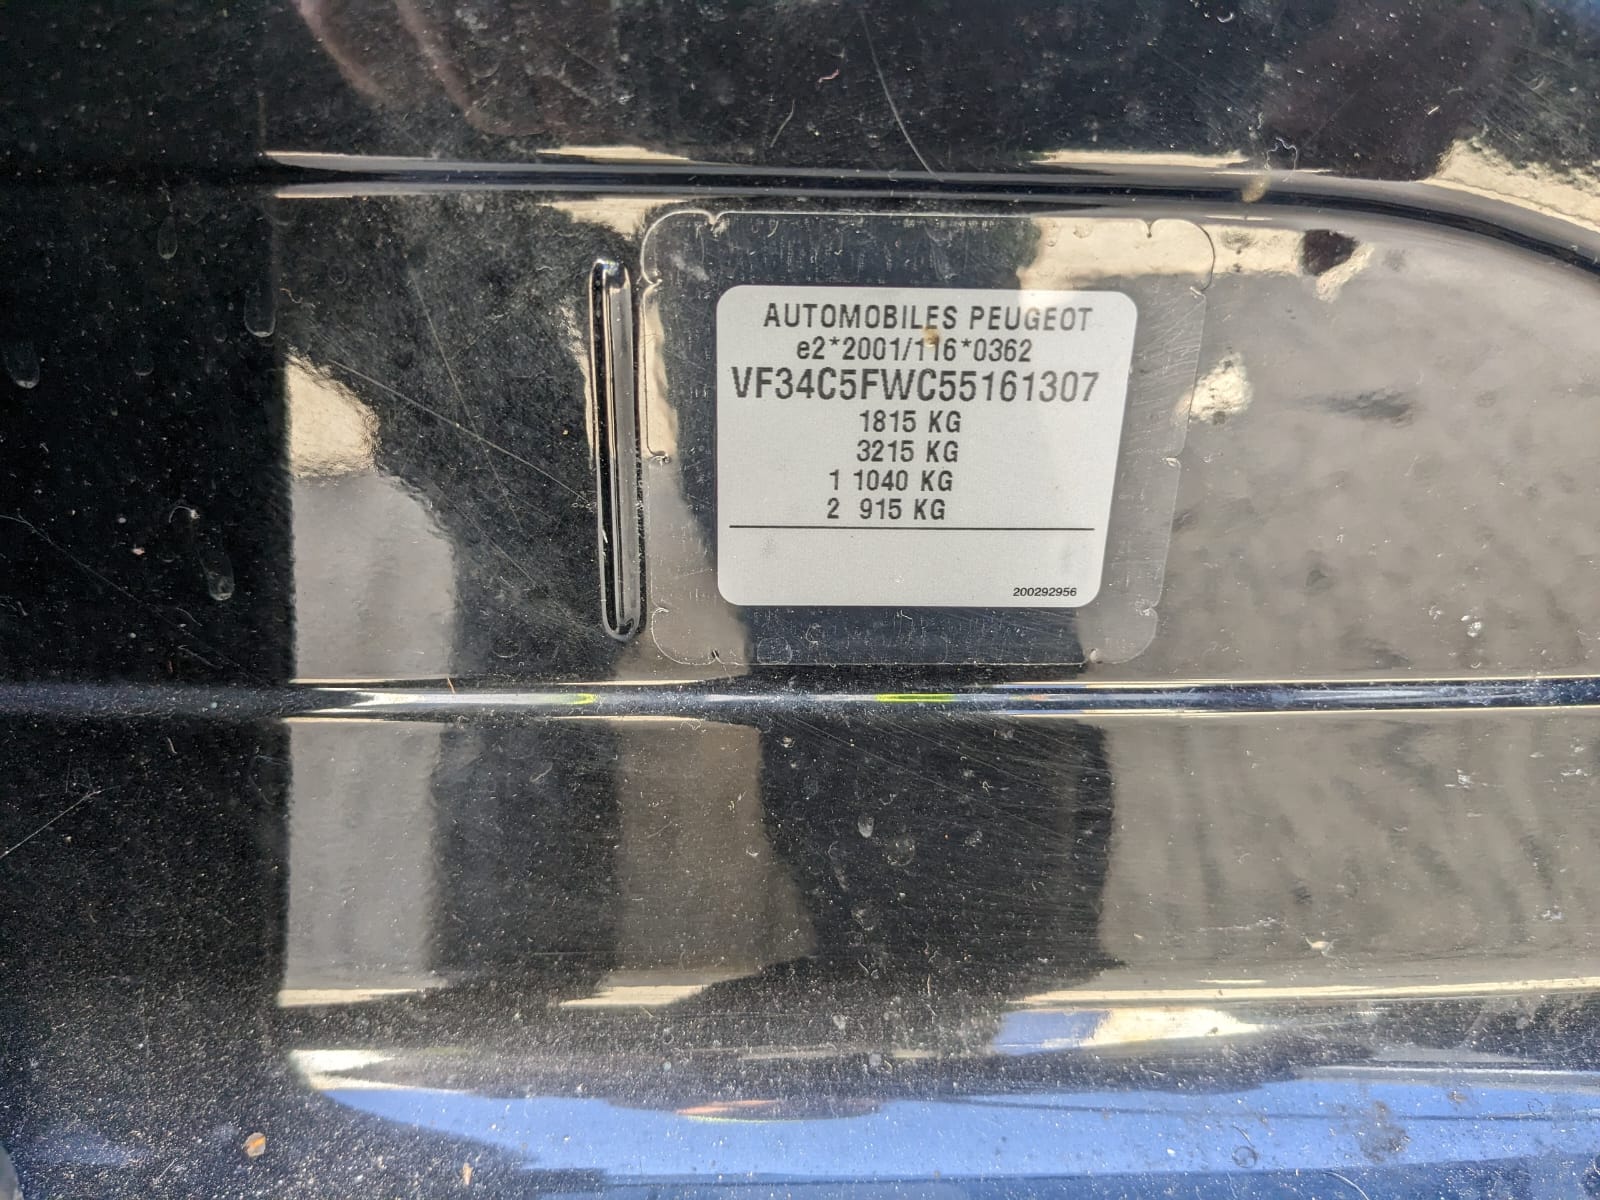 AUTOMOBILES PEUGEOT
e2*2001/116*0362
VF34C5FWC55161307
1815 KG
3215 KG
1 1040 KG
2 915 KG
200292956